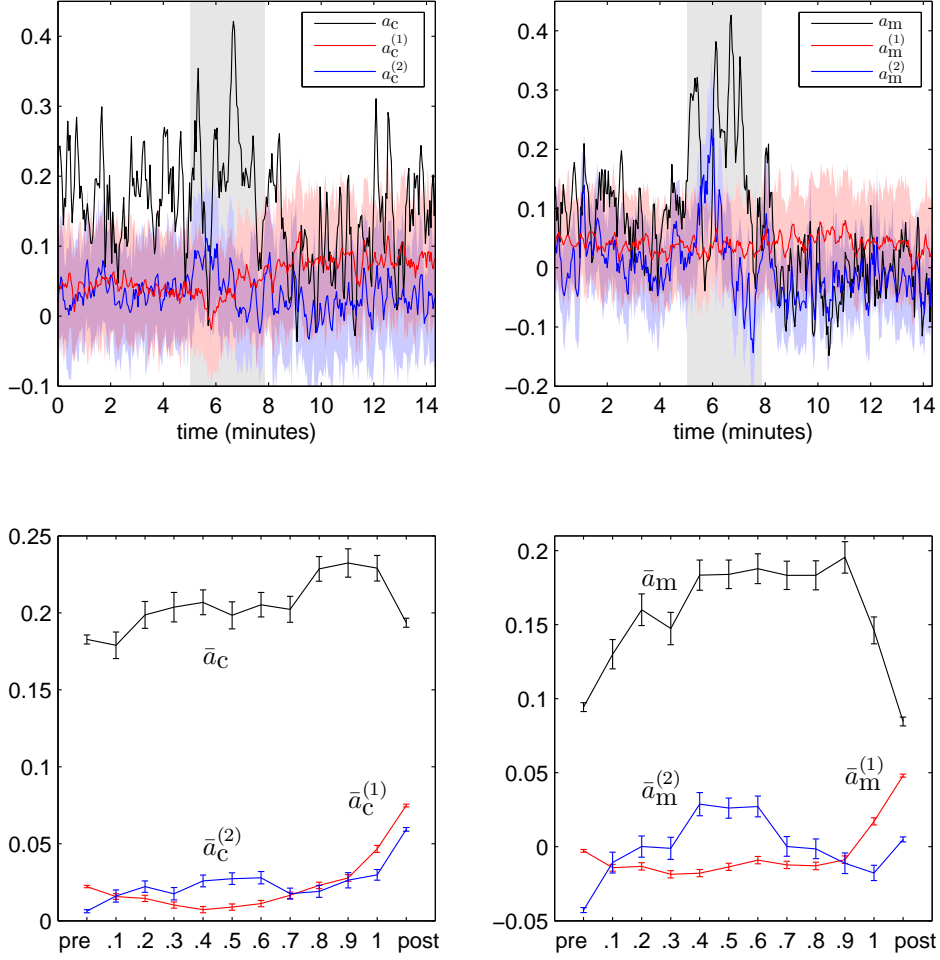 0.4
0.3
0.2
0.1
0
−0.1
0 2 4 6 8 10 12 14
time (minutes)
a_c
a_c^(1)
a_c^(2)
0.4
0.3
0.2
0.1
0
−0.1
−0.2
0 2 4 6 8 10 12 14
time (minutes)
a_m
a_m^(1)
a_m^(2)
0.25
0.2
0.15
0.1
0.05
0
pre .1 .2 .3 .4 .5 .6 .7 .8 .9 1 post
ā_c
ā_c^(1)
ā_c^(2)
0.2
0.15
0.1
0.05
0
−0.05
pre .1 .2 .3 .4 .5 .6 .7 .8 .9 1 post
ā_m
ā_m^(2)
ā_m^(1)